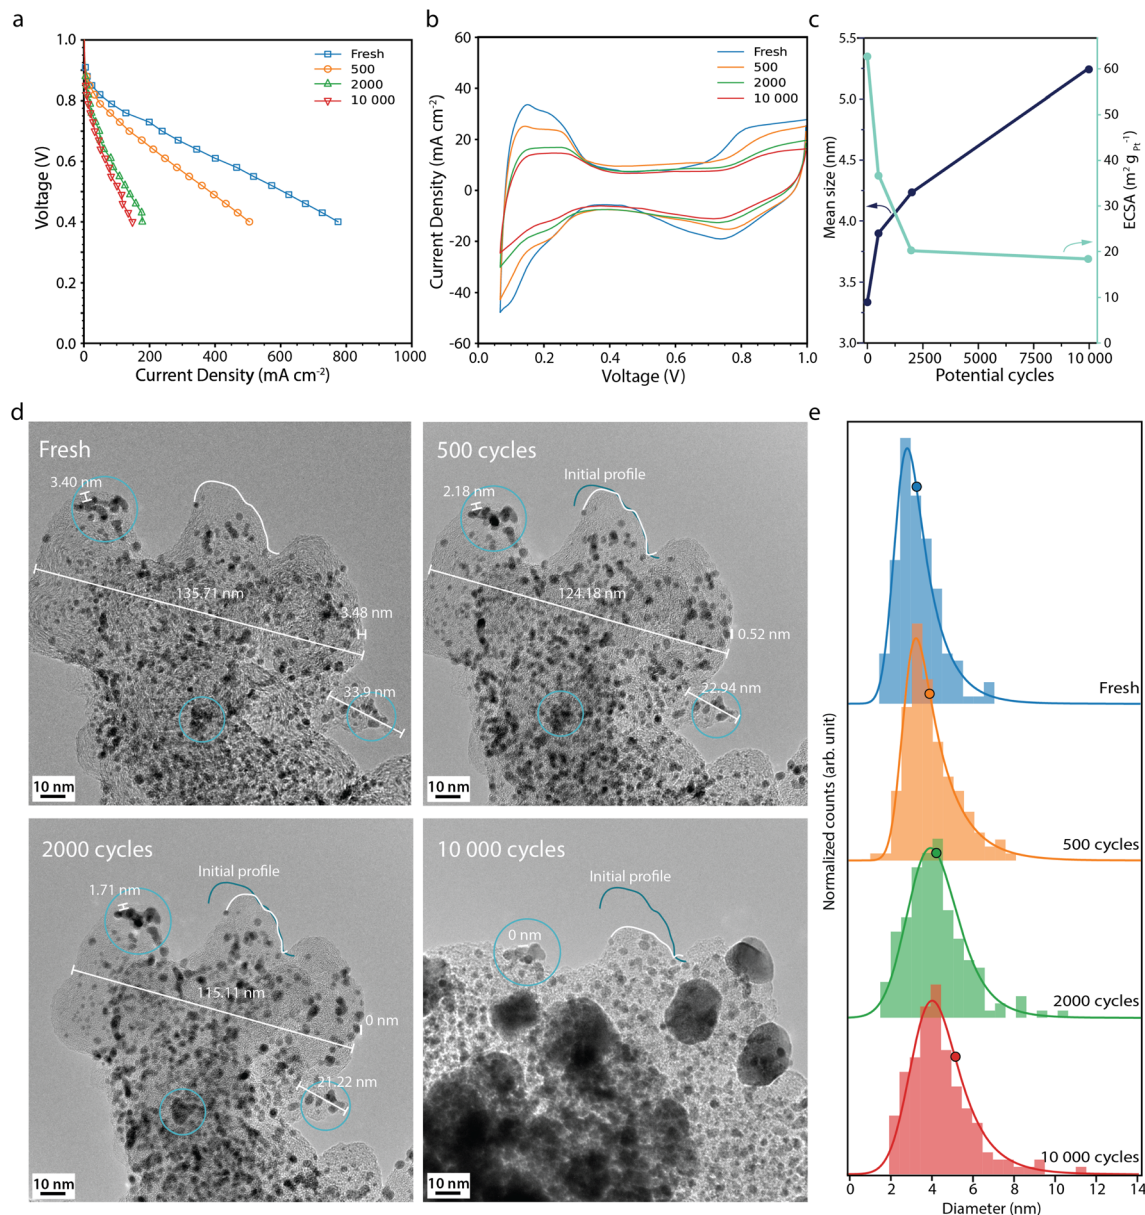 a
1.0
0.8
0.6
0.4
0.2
0.0
0
200
400
600
800
1000
Voltage (V)
Current Density (mA cm⁻²)
Fresh
500
2000
10 000
b
60
40
20
0
-20
-40
-60
0.0
0.2
0.4
0.6
0.8
1.0
Current Density (mA cm⁻²)
Voltage (V)
Fresh
500
2000
10 000
c
5.5
5.0
4.5
4.0
3.5
3.0
Mean size (nm)
60
50
40
30
20
10
0
ECSA (m² g Pt⁻¹)
0
2500
5000
7500
10 000
Potential cycles
d
Fresh
3.40 nm
135.71 nm
3.48 nm
33.9 nm
10 nm
500 cycles
Initial profile
2.18 nm
124.18 nm
0.52 nm
22.94 nm
10 nm
2000 cycles
Initial profile
1.71 nm
115.11 nm
0 nm
21.22 nm
10 nm
10 000 cycles
Initial profile
0 nm
10 nm
e
Normalized counts (arb. unit)
Fresh
500 cycles
2000 cycles
10 000 cycles
0
2
4
6
8
10
12
14
Diameter (nm)